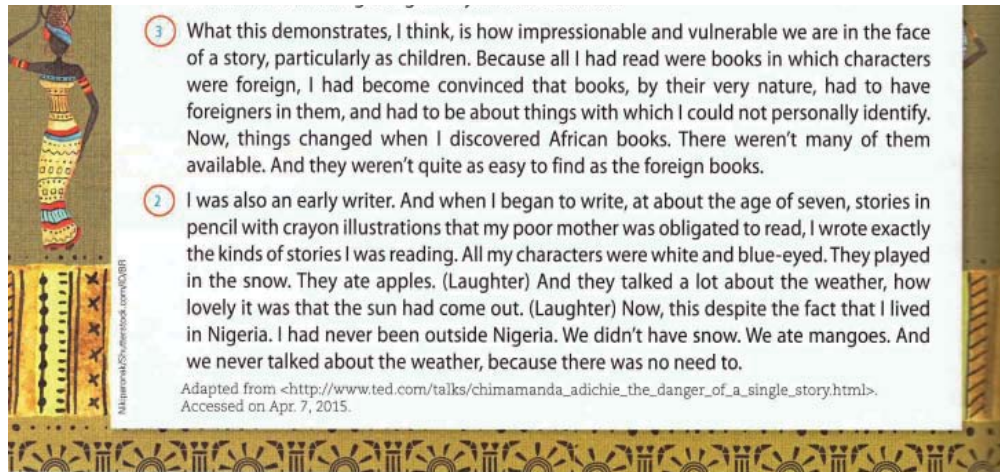 3 What this demonstrates, I think, is how impressionable and vulnerable we are in the face
of a story, particularly as children. Because all I had read were books in which characters
were foreign, I had become convinced that books, by their very nature, had to have
foreigners in them, and had to be about things with which I could not personally identify.
Now, things changed when I discovered African books. There weren't many of them
available. And they weren't quite as easy to find as the foreign books.
2 I was also an early writer. And when I began to write, at about the age of seven, stories in
pencil with crayon illustrations that my poor mother was obligated to read, I wrote exactly
the kinds of stories I was reading. All my characters were white and blue-eyed. They played
in the snow. They ate apples. (Laughter) And they talked a lot about the weather, how
lovely it was that the sun had come out. (Laughter) Now, this despite the fact that I lived
in Nigeria. I had never been outside Nigeria. We didn't have snow. We ate mangoes. And
we never talked about the weather, because there was no need to.
Adapted from <http://www.ted.com/talks/chimamanda_adichie_the_danger_of_a_single_story.html>.
Accessed on Apr. 7, 2015.